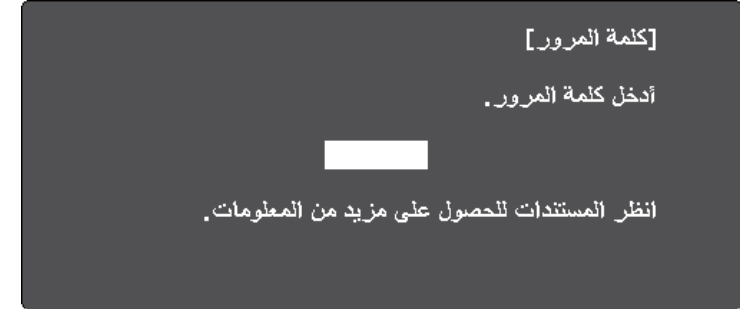 [كلمة المرور]
أدخل كلمة المرور.
انظر المستندات للحصول على مزيد من المعلومات.